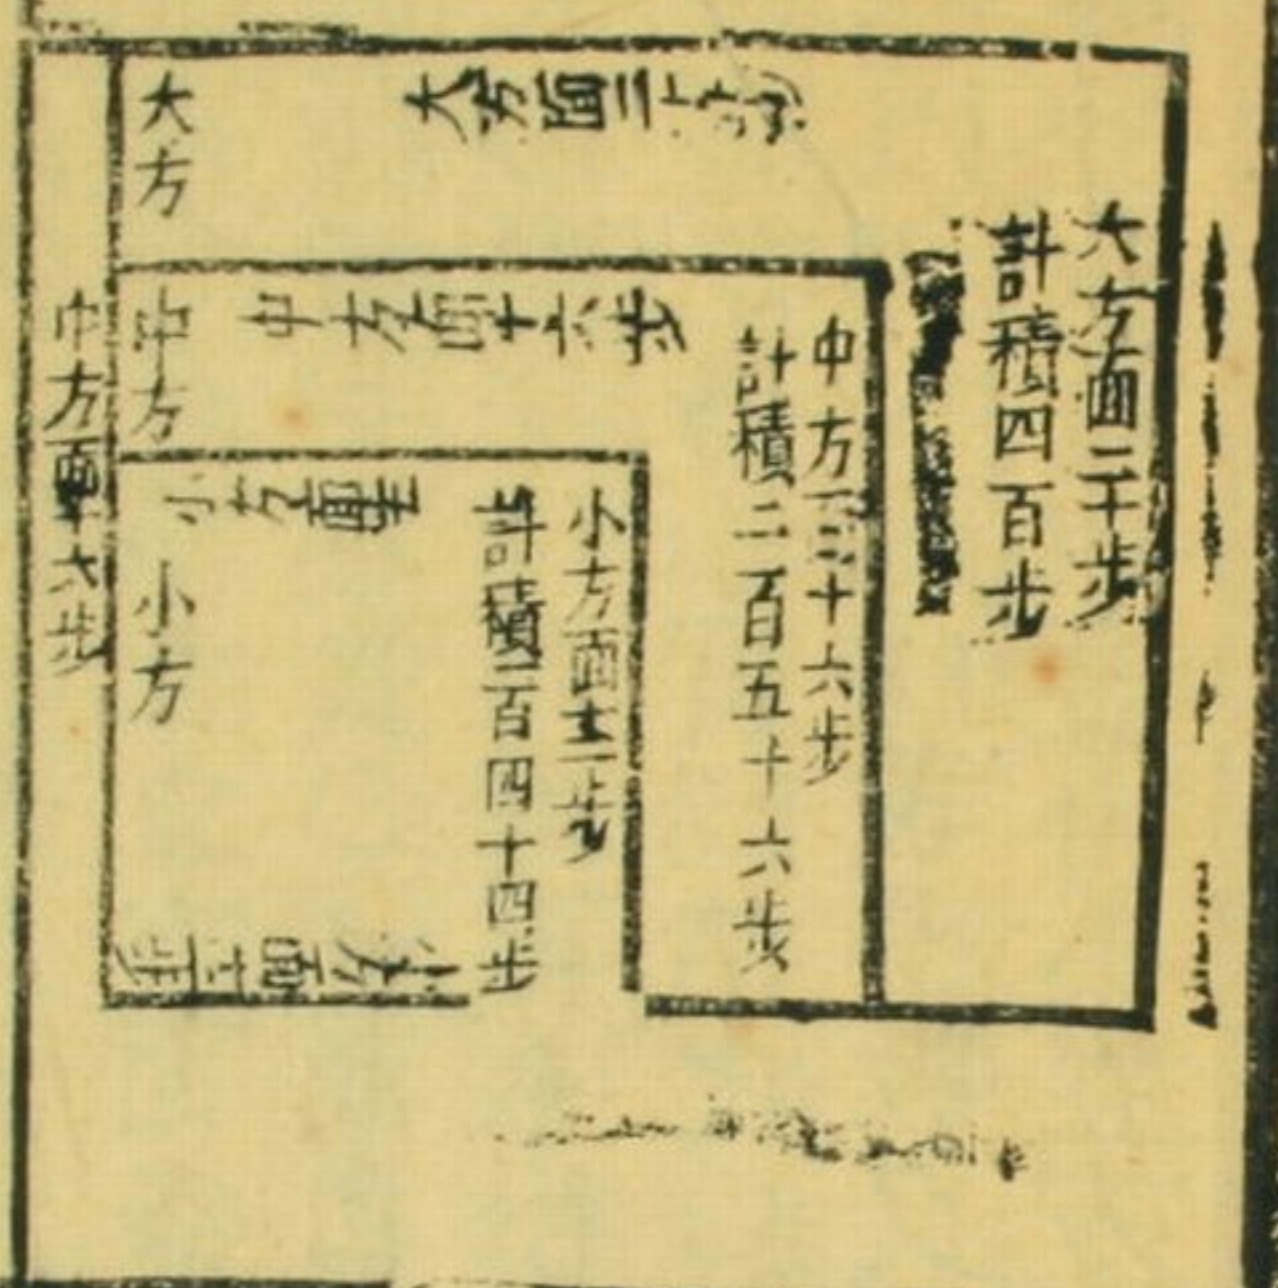 大方面二十步
計積四百步
大方面二十步
大方
中方面十六步
計積二百五十六步
中方面十六步
中方
小方面十二步
計積一百四十四步
小方面
小方
小方面十二步
中方面十六步